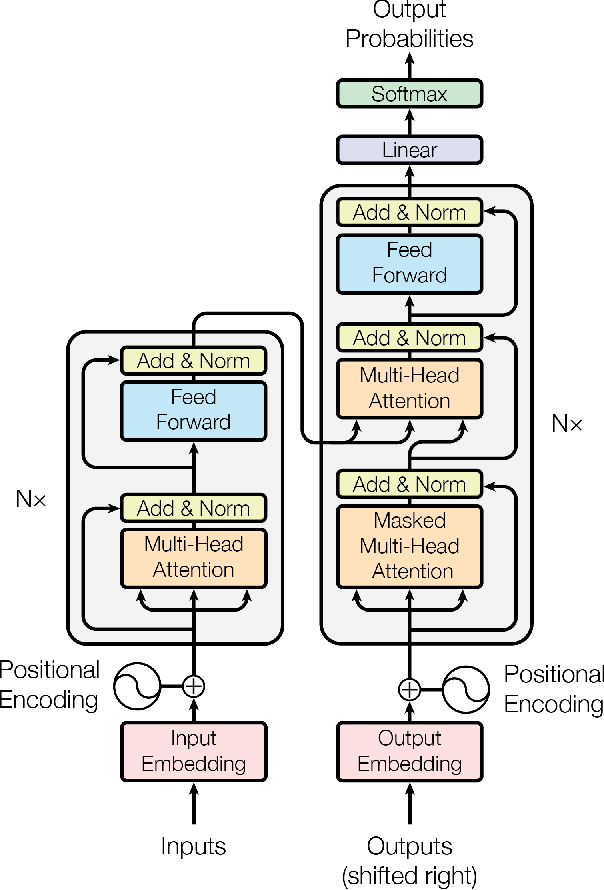 Output
Probabilities
Softmax
Linear
Add & Norm
Feed
Forward
Add & Norm
Multi-Head
Attention
Add & Norm
Masked
Multi-Head
Attention
N×
Positional
Encoding
Output
Embedding
Outputs
(shifted right)
Add & Norm
Feed
Forward
Add & Norm
Multi-Head
Attention
N×
Positional
Encoding
Input
Embedding
Inputs